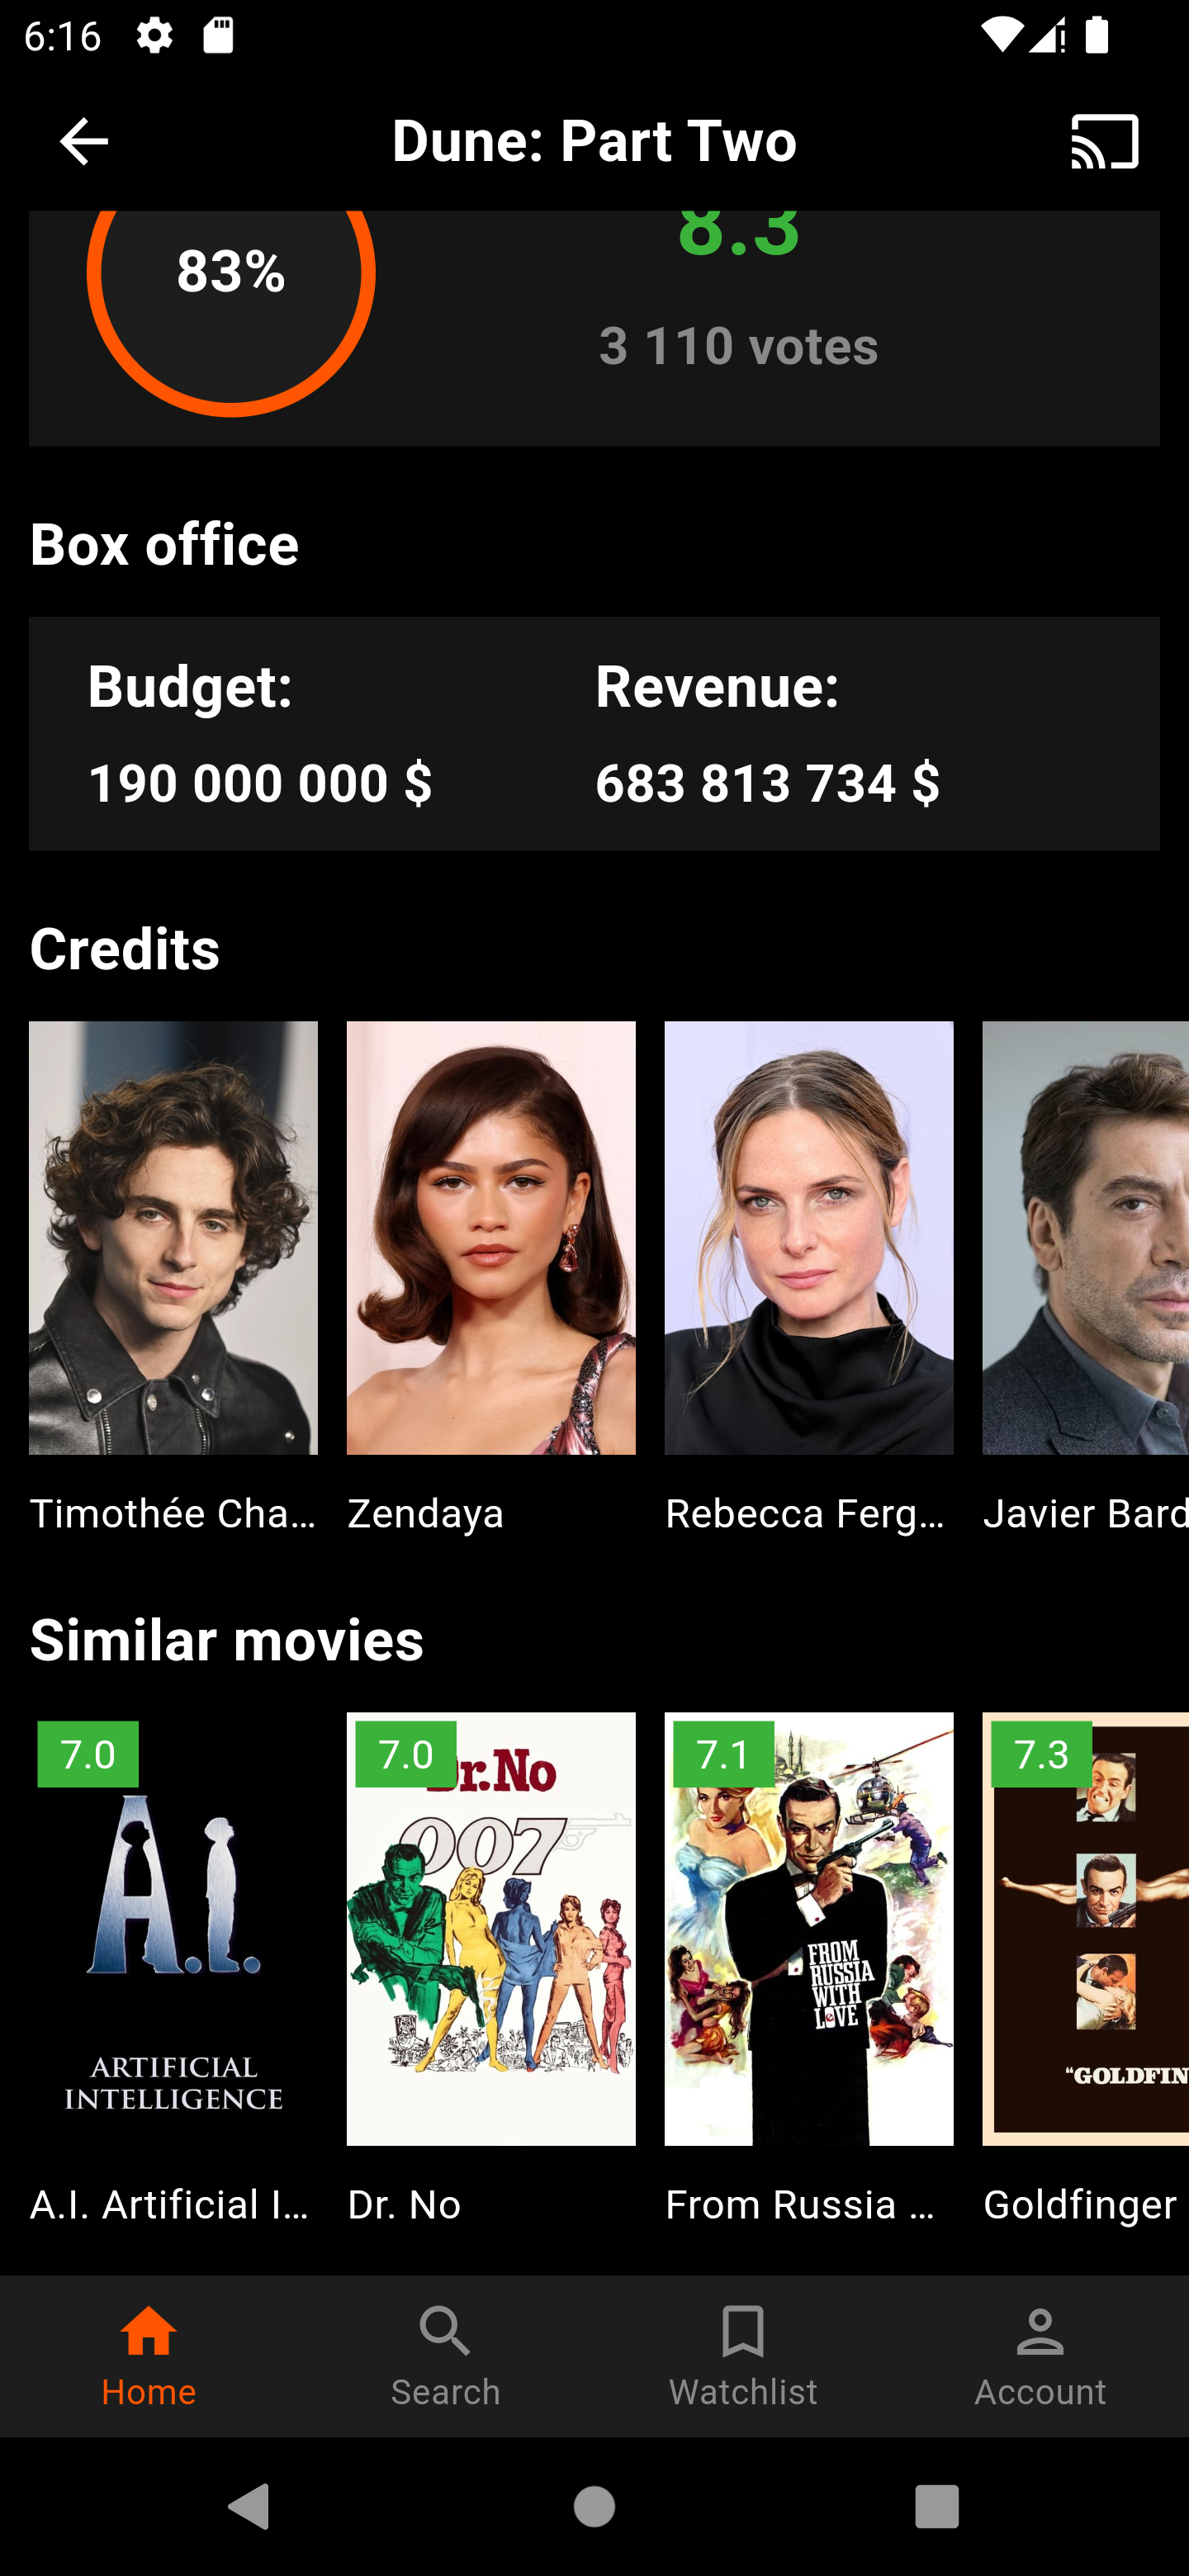 6:16
Dune: Part Two
83%
8.3
3 110 votes
Box office
Budget:
Revenue:
190 000 000 $
683 813 734 $
Credits
Timothée Cha...
Zendaya
Rebecca Ferg...
Javier Bard
Similar movies
7.0
7.0
7.1
7.3
A.I.
Dr.No
007
FROM
RUSSIA
WITH
LOVE
"GOLDFIN
ARTIFICIAL
INTELLIGENCE
A.I. Artificial I...
Dr. No
From Russia ...
Goldfinger
Home
Search
Watchlist
Account